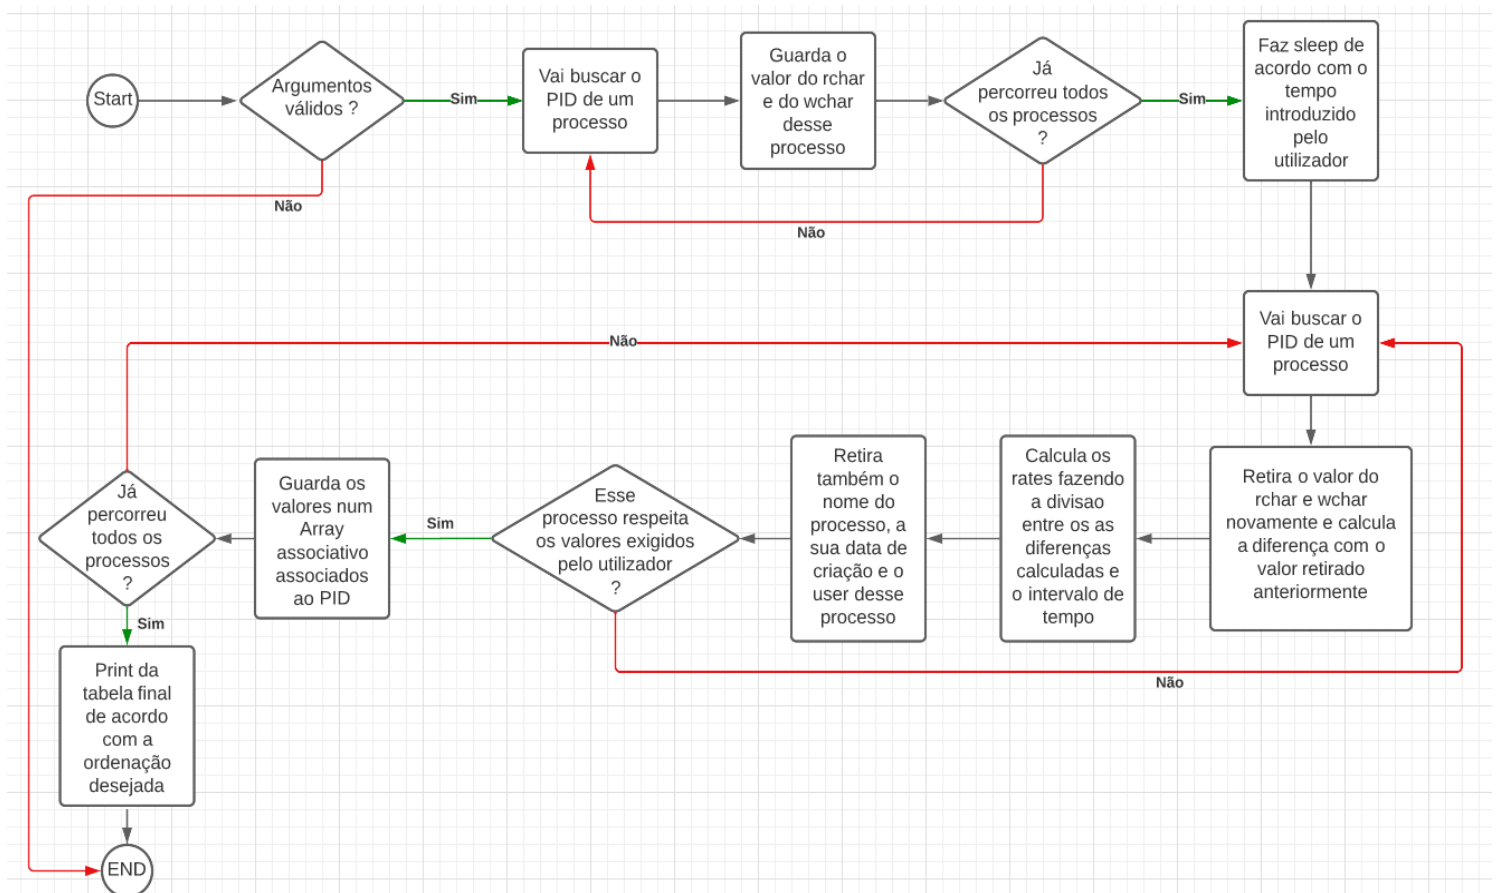 Start
Argumentos
válidos ?
Sim
Não
Vai buscar o
PID de um
processo
Guarda o
valor do rchar
e do wchar
desse
processo
Já
percorreu todos
os processos
?
Sim
Não
Faz sleep de
acordo com o
tempo
introduzido
pelo
utilizador
Vai buscar o
PID de um
processo
Retira o valor do
rchar e wchar
novamente e calcula
a diferença com o
valor retirado
anteriormente
Calcula os
rates fazendo
a divisao
entre os as
diferenças
calculadas e
o intervalo de
tempo
Retira
também o
nome do
processo, a
sua data de
criação e o
user desse
processo
Esse
processo respeita
os valores exigidos
pelo utilizador
?
Sim
Não
Guarda os
valores num
Array
associativo
associados
ao PID
Já
percorreu
todos os
processos
?
Não
Sim
Print da
tabela final
de acordo
com a
ordenação
desejada
END